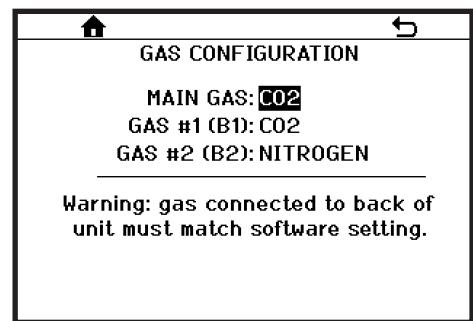 GAS CONFIGURATION
MAIN GAS: CO2
GAS #1 (B1): CO2
GAS #2 (B2): NITROGEN
Warning: gas connected to back of
unit must match software setting.